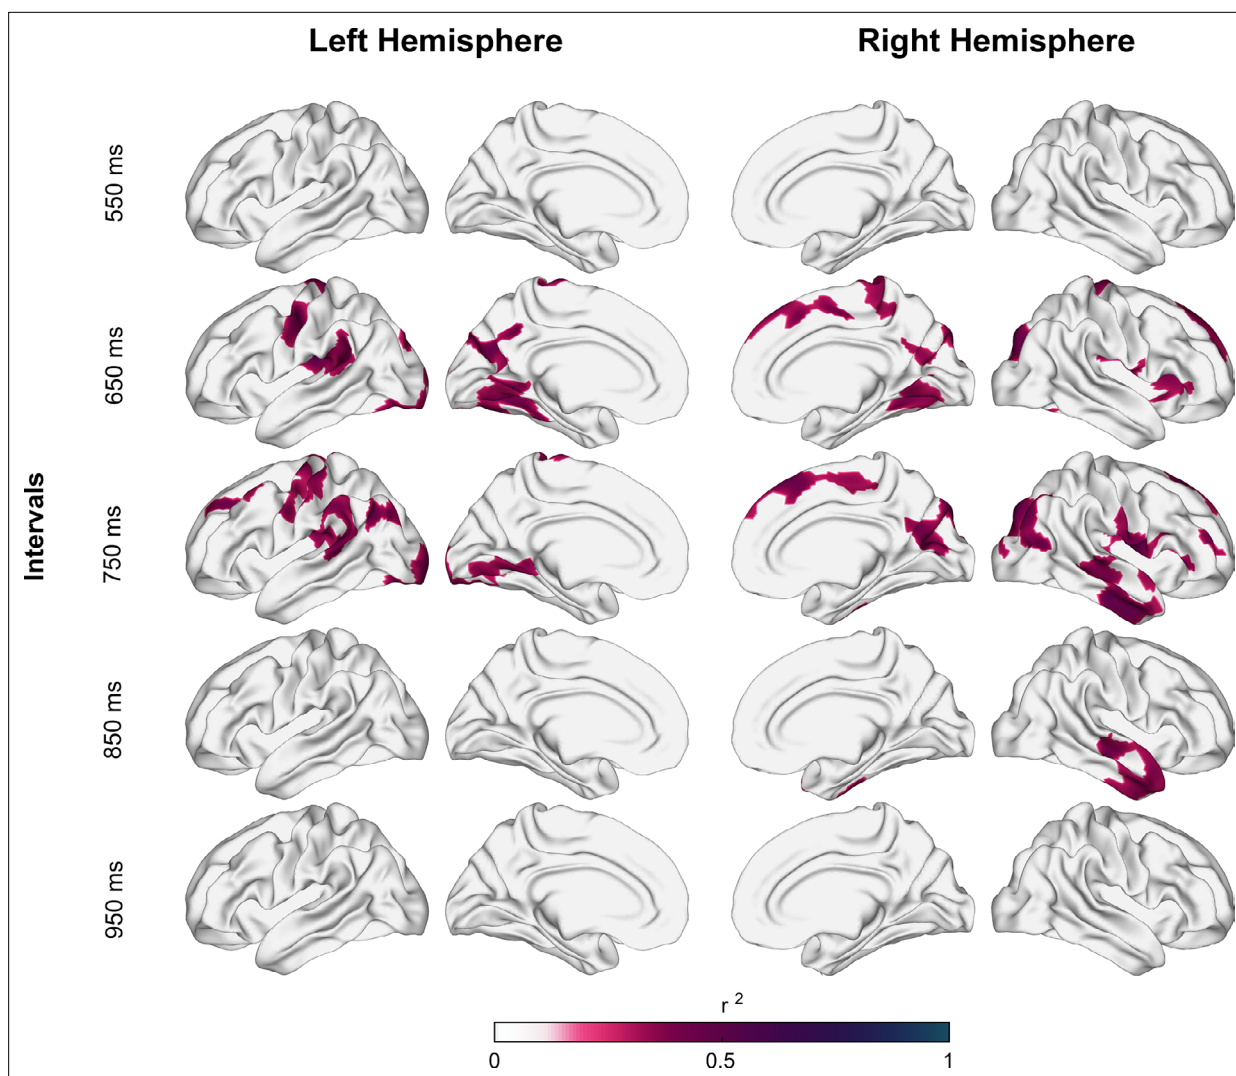 Left Hemisphere
Right Hemisphere
Intervals
550 ms
650 ms
750 ms
850 ms
950 ms
r 2
0
0.5
1